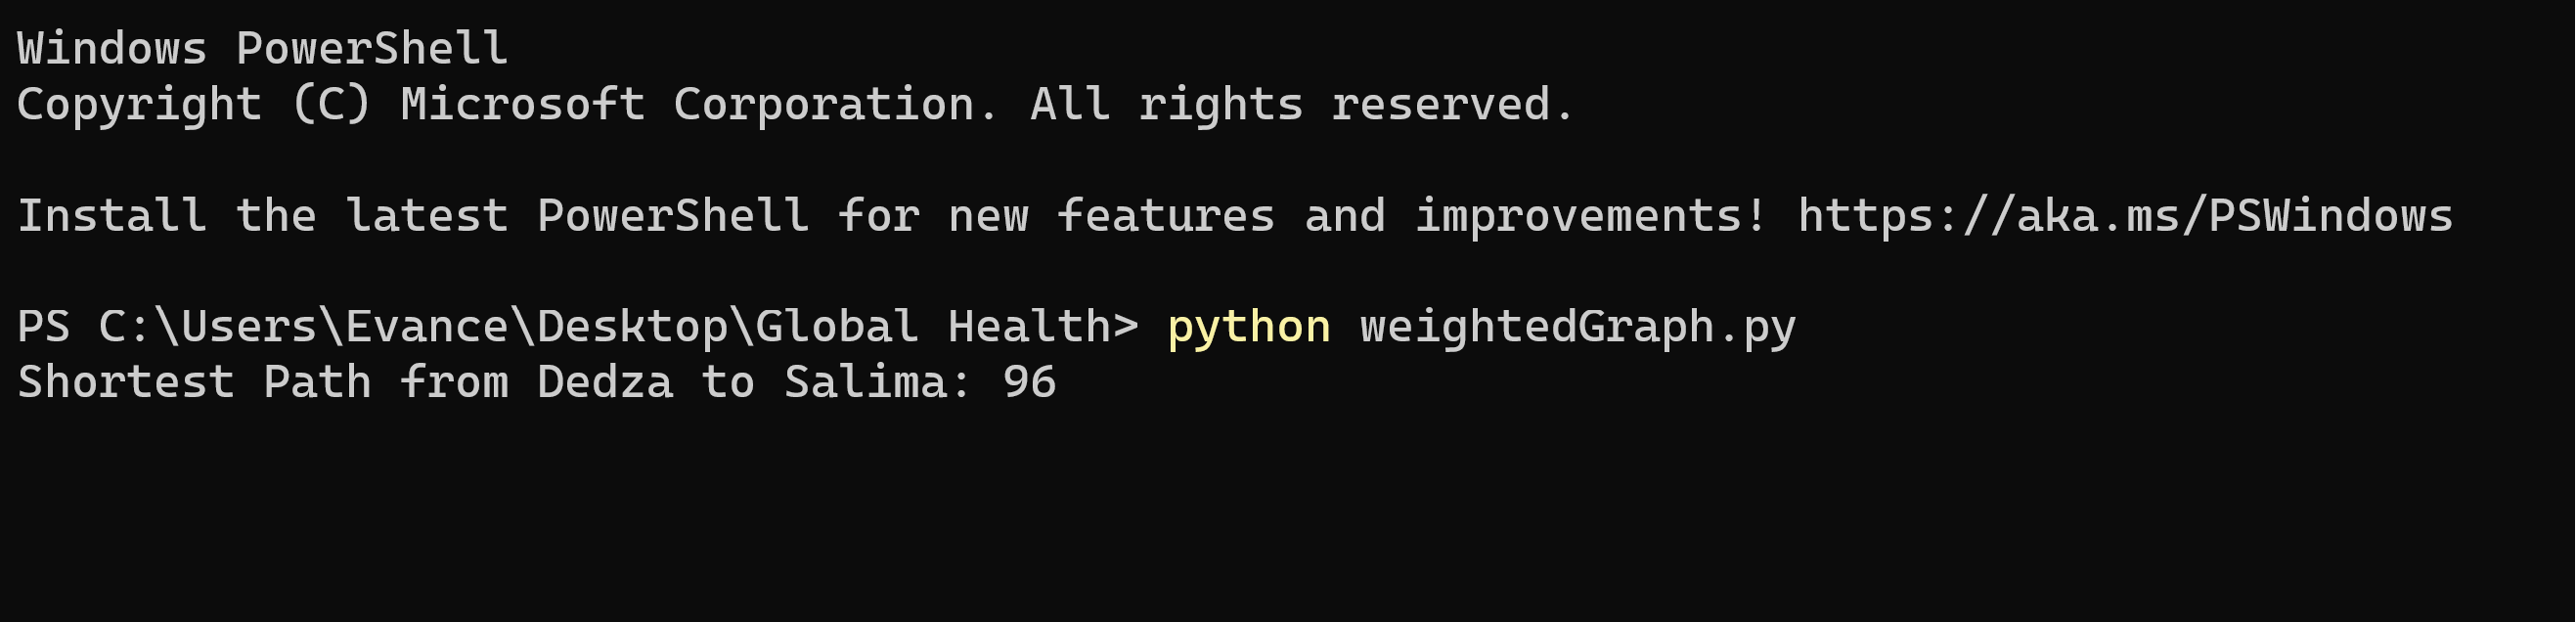 Windows PowerShell
Copyright (C) Microsoft Corporation. All rights reserved.
Install the latest PowerShell for new features and improvements! https://aka.ms/PSWindows
PS C:\Users\Evance\Desktop\Global Health> python weightedGraph.py
Shortest Path from Dedza to Salima: 96